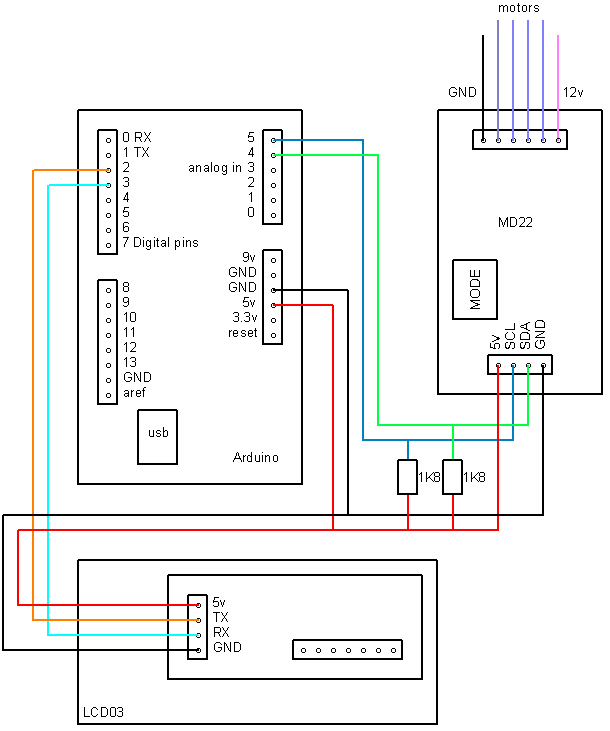 motors
GND
12v
0 RX
1 TX
2
3
4
5
6
7 Digital pins
5
4
analog in 3
2
1
0
MD22
MODE
9v
GND
GND
5v
3.3v
reset
8
9
10
11
12
13
GND
aref
5v
SCL
SDA
GND
usb
Arduino
1K8
1K8
5v
TX
RX
GND
LCD03